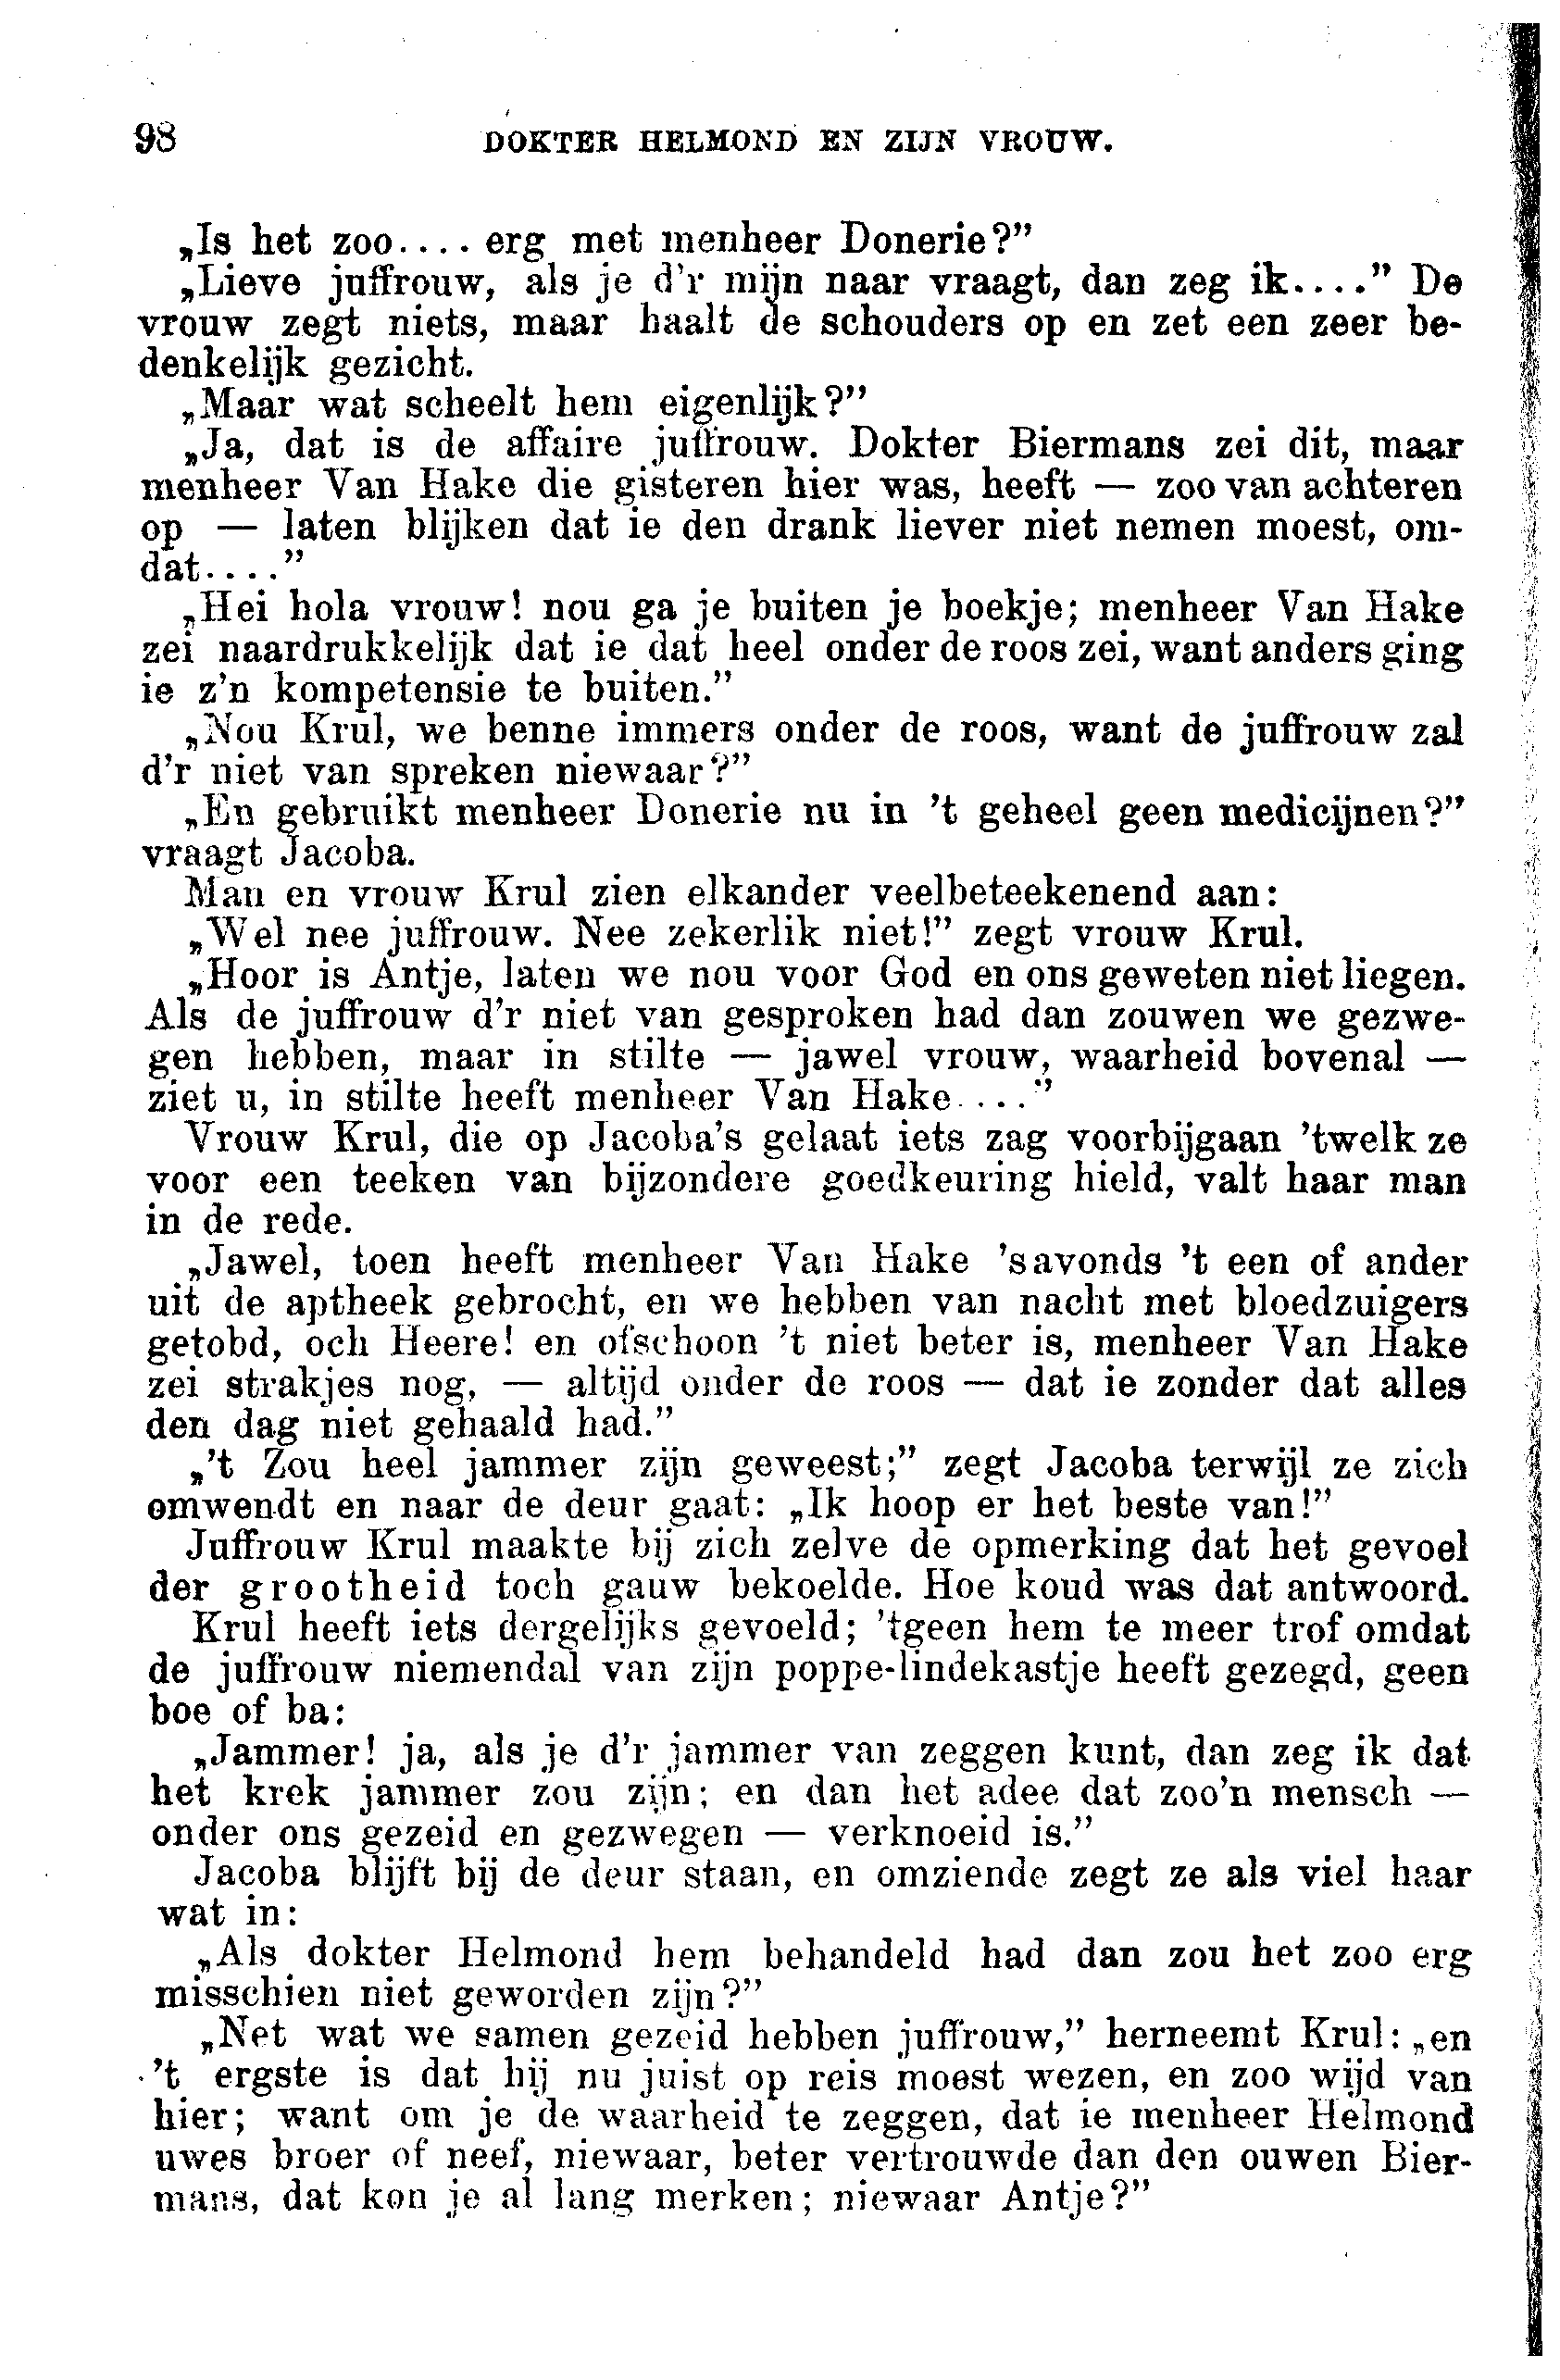 98 DOKTER HELMOND EN ZIJN VROUW.
„Is het zoo.... erg met menheer Donerie?”
„Lieve juffrouw, als je d'r mijn naar vraagt, dan zeg ik....” De
vrouw zegt niets, maar haalt de schouders op en zet een zeer be-
denkelijk gezicht.
„Maar wat scheelt hem eigenlijk?”
„Ja, dat is de affaire juffrouw. Dokter Biermans zei dit, maar
menheer Van Hake die gisteren hier was, heeft — zoo van achteren
op — laten blijken dat ie den drank liever niet nemen moest, om-
dat....”
„Hei hola vrouw! nou ga je buiten je boekje; menheer Van Hake
zei naardrukkelijk dat ie dat heel onder de roos zei, want anders ging
ie z'n kompetensie te buiten.”
„Nou Krul, we benne immers onder de roos, want de juffrouw zal
d'r niet van spreken niewaar?”
„En gebruikt menheer Donerie nu in 't geheel geen medicijnen?”
vraagt Jacoba.
Man en vrouw Krul zien elkander veelbeteekenend aan:
„Wel nee juffrouw. Nee zekerlik niet!” zegt vrouw Krul.
„Hoor is Antje, laten we nou voor God en ons geweten niet liegen.
Als de juffrouw d'r niet van gesproken had dan zouwen we gezwe-
gen hebben, maar in stilte — jawel vrouw, waarheid bovenal —
ziet u, in stilte heeft menheer Van Hake....”
Vrouw Krul, die op Jacoba's gelaat iets zag voorbijgaan 'twelk ze
voor een teeken van bijzondere goedkeuring hield, valt haar man
in de rede.
„Jawel, toen heeft menheer Van Hake 'savonds 't een of ander
uit de aptheek gebrocht, en we hebben van nacht met bloedzuigers
getobd, och Heere! en ofschoon 't niet beter is, menheer Van Hake
zei strakjes nog, — altijd onder de roos — dat ie zonder dat alles
den dag niet gehaald had.”
„'t Zou heel jammer zijn geweest;” zegt Jacoba terwijl ze zich
omwendt en naar de deur gaat: „Ik hoop er het beste van!”
Juffrouw Krul maakte bij zich zelve de opmerking dat het gevoel
der grootheid toch gauw bekoelde. Hoe koud was dat antwoord.
Krul heeft iets dergelijks gevoeld; 'tgeen hem te meer trof omdat
de juffrouw niemendal van zijn poppe-lindekastje heeft gezegd, geen
boe of ba:
„Jammer! ja, als je d'r jammer van zeggen kunt, dan zeg ik dat
het krek jammer zou zijn; en dan het adee dat zoo'n mensch —
onder ons gezeid en gezwegen — verknoeid is.”
Jacoba blijft bij de deur staan, en omziende zegt ze als viel haar
wat in:
„Als dokter Helmond hem behandeld had dan zou het zoo erg
misschien niet geworden zijn?”
„Net wat we samen gezeid hebben juffrouw,” herneemt Krul: „en
't ergste is dat hij nu juist op reis moest wezen, en zoo wijd van
hier; want om je de waarheid te zeggen, dat ie menheer Helmond
uwes broer of neef, niewaar, beter vertrouwde dan den ouwen Bier-
mans, dat kon je al lang merken; niewaar Antje?”